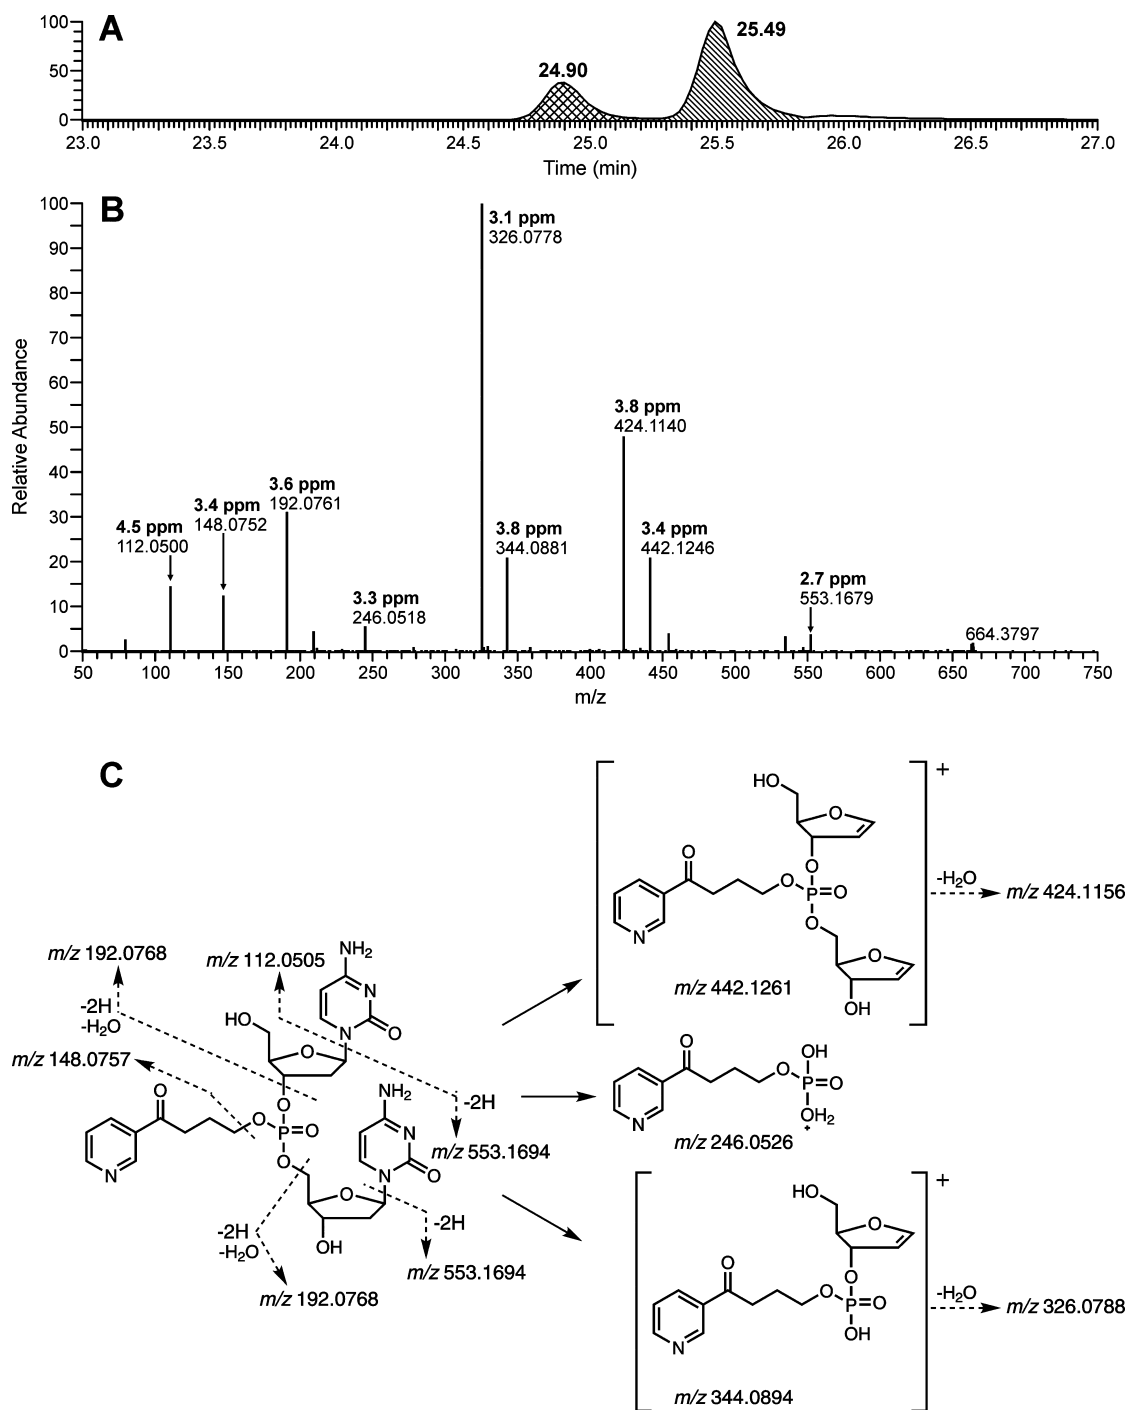 A
100
50
0
24.90
25.49
23.0 23.5 24.0 24.5 25.0 25.5 26.0 26.5 27.0
Time (min)
B
Relative Abundance
100
90
80
70
60
50
40
30
20
10
0
3.1 ppm
326.0778
3.8 ppm
424.1140
3.6 ppm
192.0761
3.4 ppm
148.0752
4.5 ppm
112.0500
3.8 ppm
344.0881
3.4 ppm
442.1246
3.3 ppm
246.0518
2.7 ppm
553.1679
664.3797
50 100 150 200 250 300 350 400 450 500 550 600 650 700 750
m/z
C
m/z 192.0768
-2H
-H2O
m/z 148.0757
m/z 112.0505
NH2
N
N
O
HO
O
O
O
O
P
O
O
N
-2H
m/z 553.1694
NH2
N
N
O
O
OH
-2H
m/z 553.1694
-2H
-H2O
m/z 192.0768
HO
O
O
O
O
P
O
O
N
O
OH
m/z 442.1261
+
-H2O
m/z 424.1156
O
O
OH
P
O
OH2
+
N
m/z 246.0526
HO
O
O
O
O
P
O
OH
N
m/z 344.0894
+
-H2O
m/z 326.0788